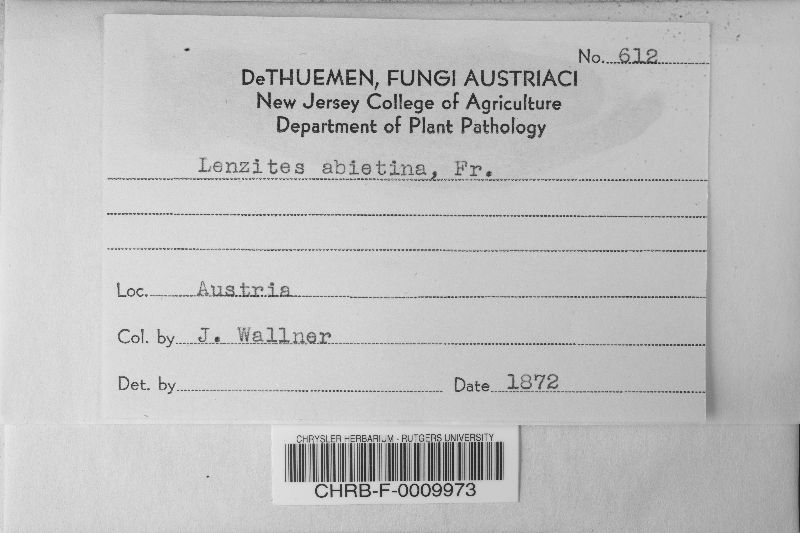 No. 612
DeTHUEMEN, FUNGI AUSTRIACI
New Jersey College of Agriculture
Department of Plant Pathology
Lenzites abietina, Fr.
Loc. Austria
Col. by J. Wallner
Det. by Date 1872
CHRYSLER HERBARIUM - RUTGERS UNIVERSITY
CHRB-F-0009973